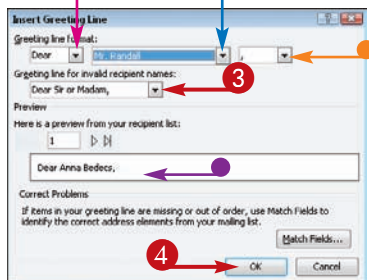 Insert Greeting Line
Greeting line format:
Dear Mr. Randall ,
Greeting line for invalid recipient names:
Dear Sir or Madam,
3
Preview
Here is a preview from your recipient list:
1
Dear Anna Bedecs,
Correct Problems
If items in your greeting line are missing or out of order, use Match Fields to
identify the correct address elements from your mailing list.
Match Fields...
4
OK Cancel